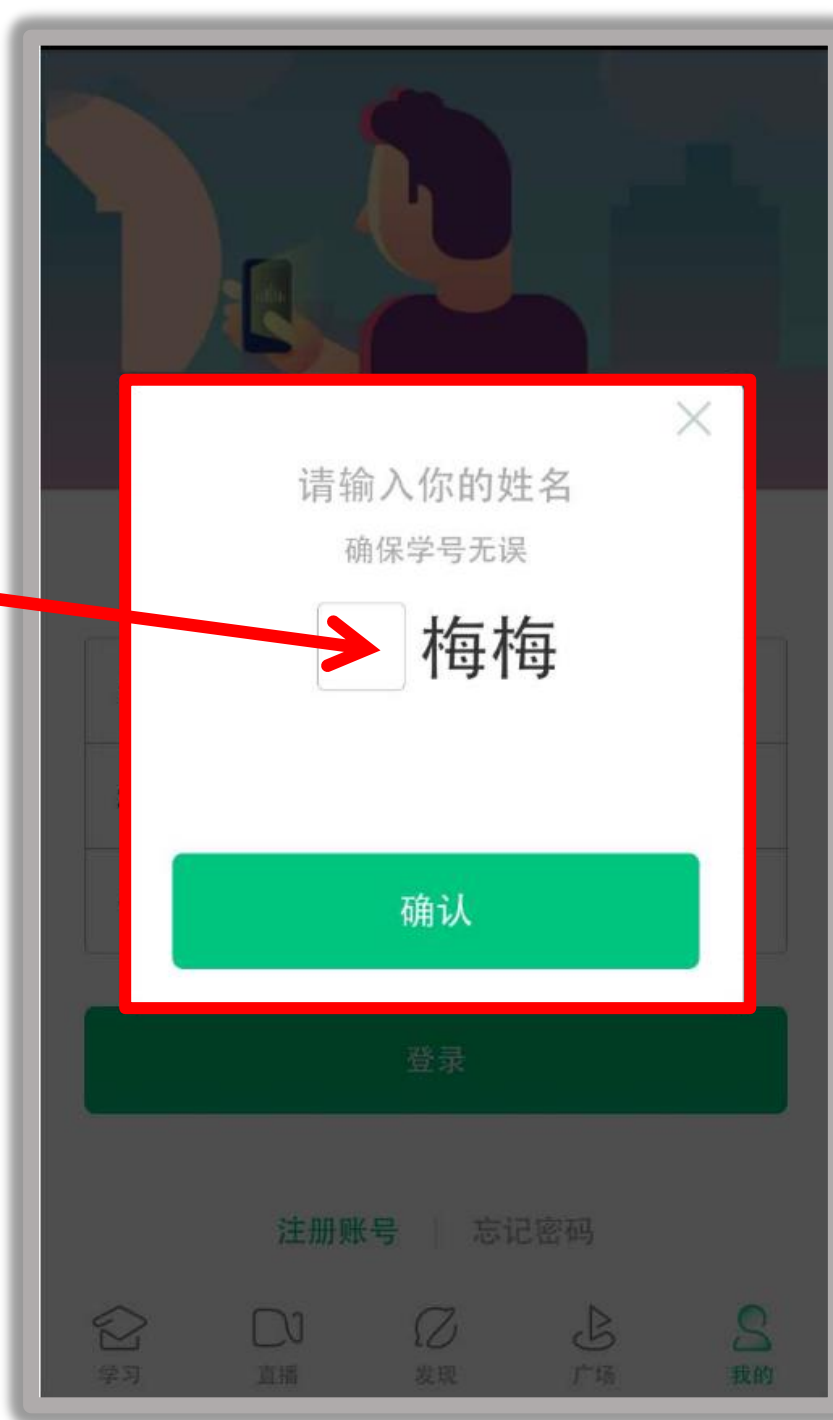 请输入你的姓名
确保学号无误
梅梅
确认
登录
注册账号 | 忘记密码
学习 直播 发现 广场 我的